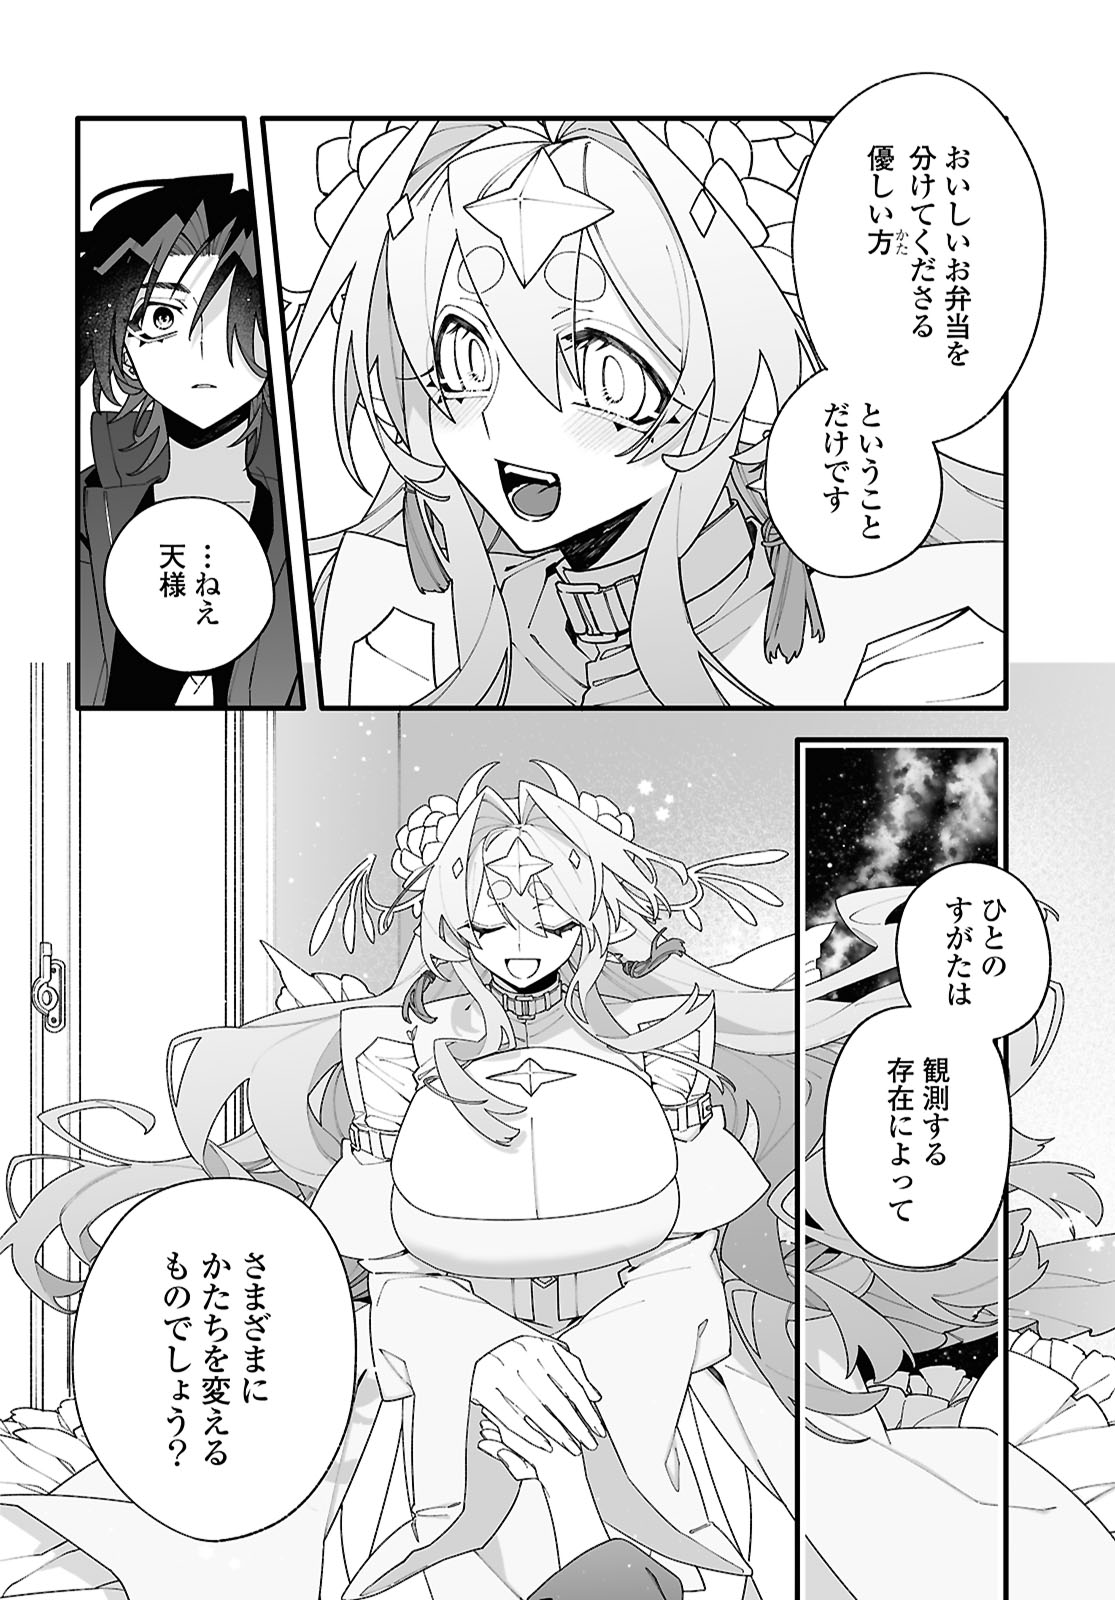 おいしいお弁当を
分けてくださる
優しい方
かた
ということ
だけです
…ねえ
天様
ひとの
すがたは
観測する
存在によって
さまざまに
かたちを変える
ものでしょう？